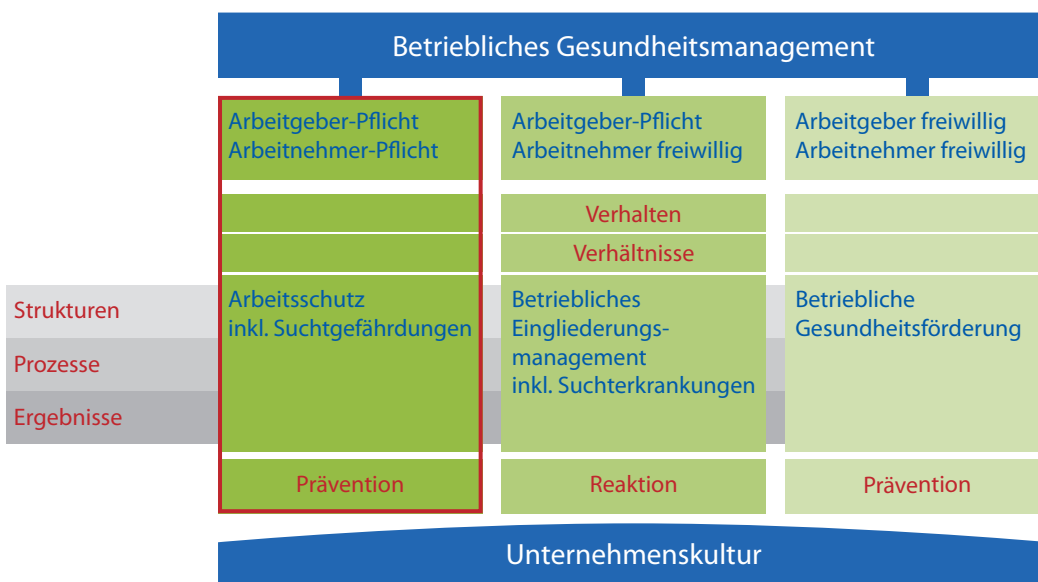 Betriebliches Gesundheitsmanagement
Arbeitgeber-Pflicht
Arbeitnehmer-Pflicht
Arbeitgeber-Pflicht
Arbeitnehmer freiwillig
Arbeitgeber freiwillig
Arbeitnehmer freiwillig
Verhalten
Verhältnisse
Strukturen
Prozesse
Ergebnisse
Arbeitsschutz
inkl. Suchtgefährdungen
Betriebliches
Eingliederungs-
management
inkl. Suchterkrankungen
Betriebliche
Gesundheitsförderung
Prävention
Reaktion
Prävention
Unternehmenskultur